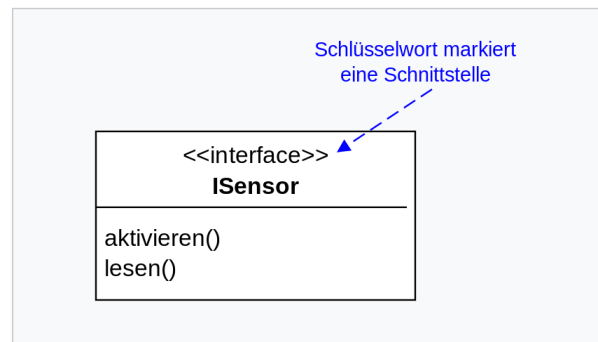 Schlüsselwort markiert
eine Schnittstelle
<<interface>>
ISensor
aktivieren()
lesen()